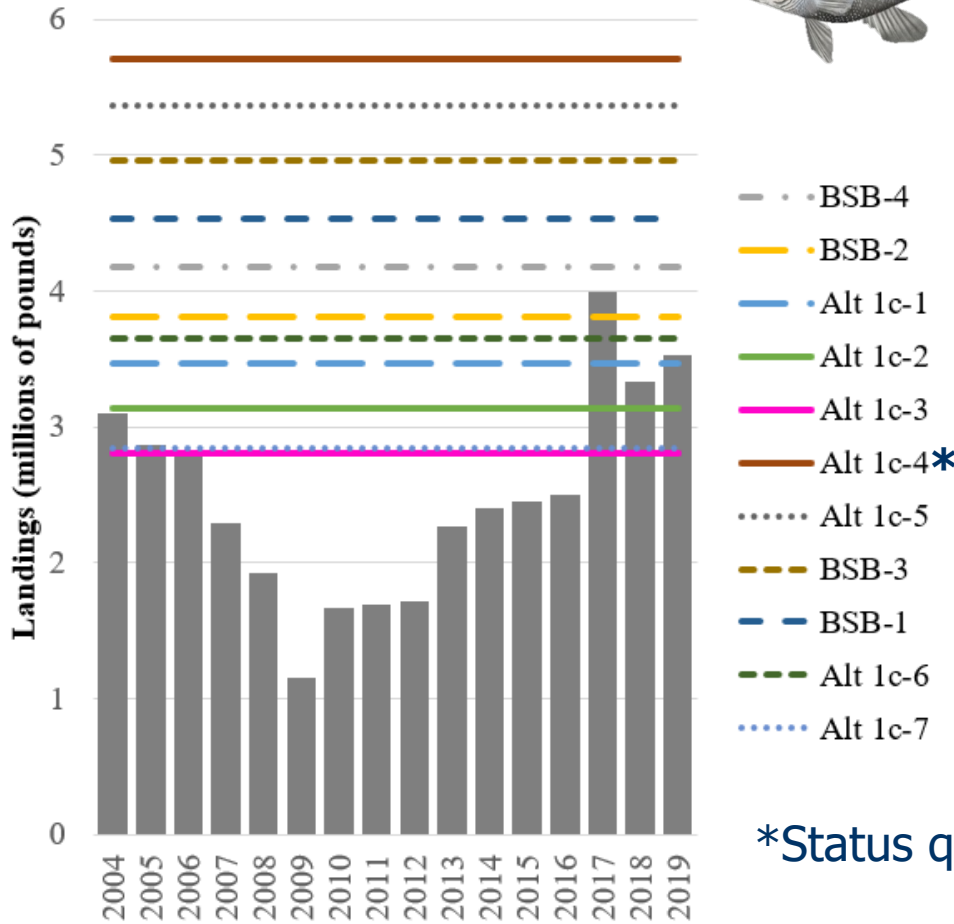 6
5
4
3
2
1
0
Landings (millions of pounds)
2004 2005 2006 2007 2008 2009 2010 2011 2012 2013 2014 2015 2016 2017 2018 2019
BSB-4
BSB-2
Alt 1c-1
Alt 1c-2
Alt 1c-3
Alt 1c-4*
Alt 1c-5
BSB-3
BSB-1
Alt 1c-6
Alt 1c-7
*Status q